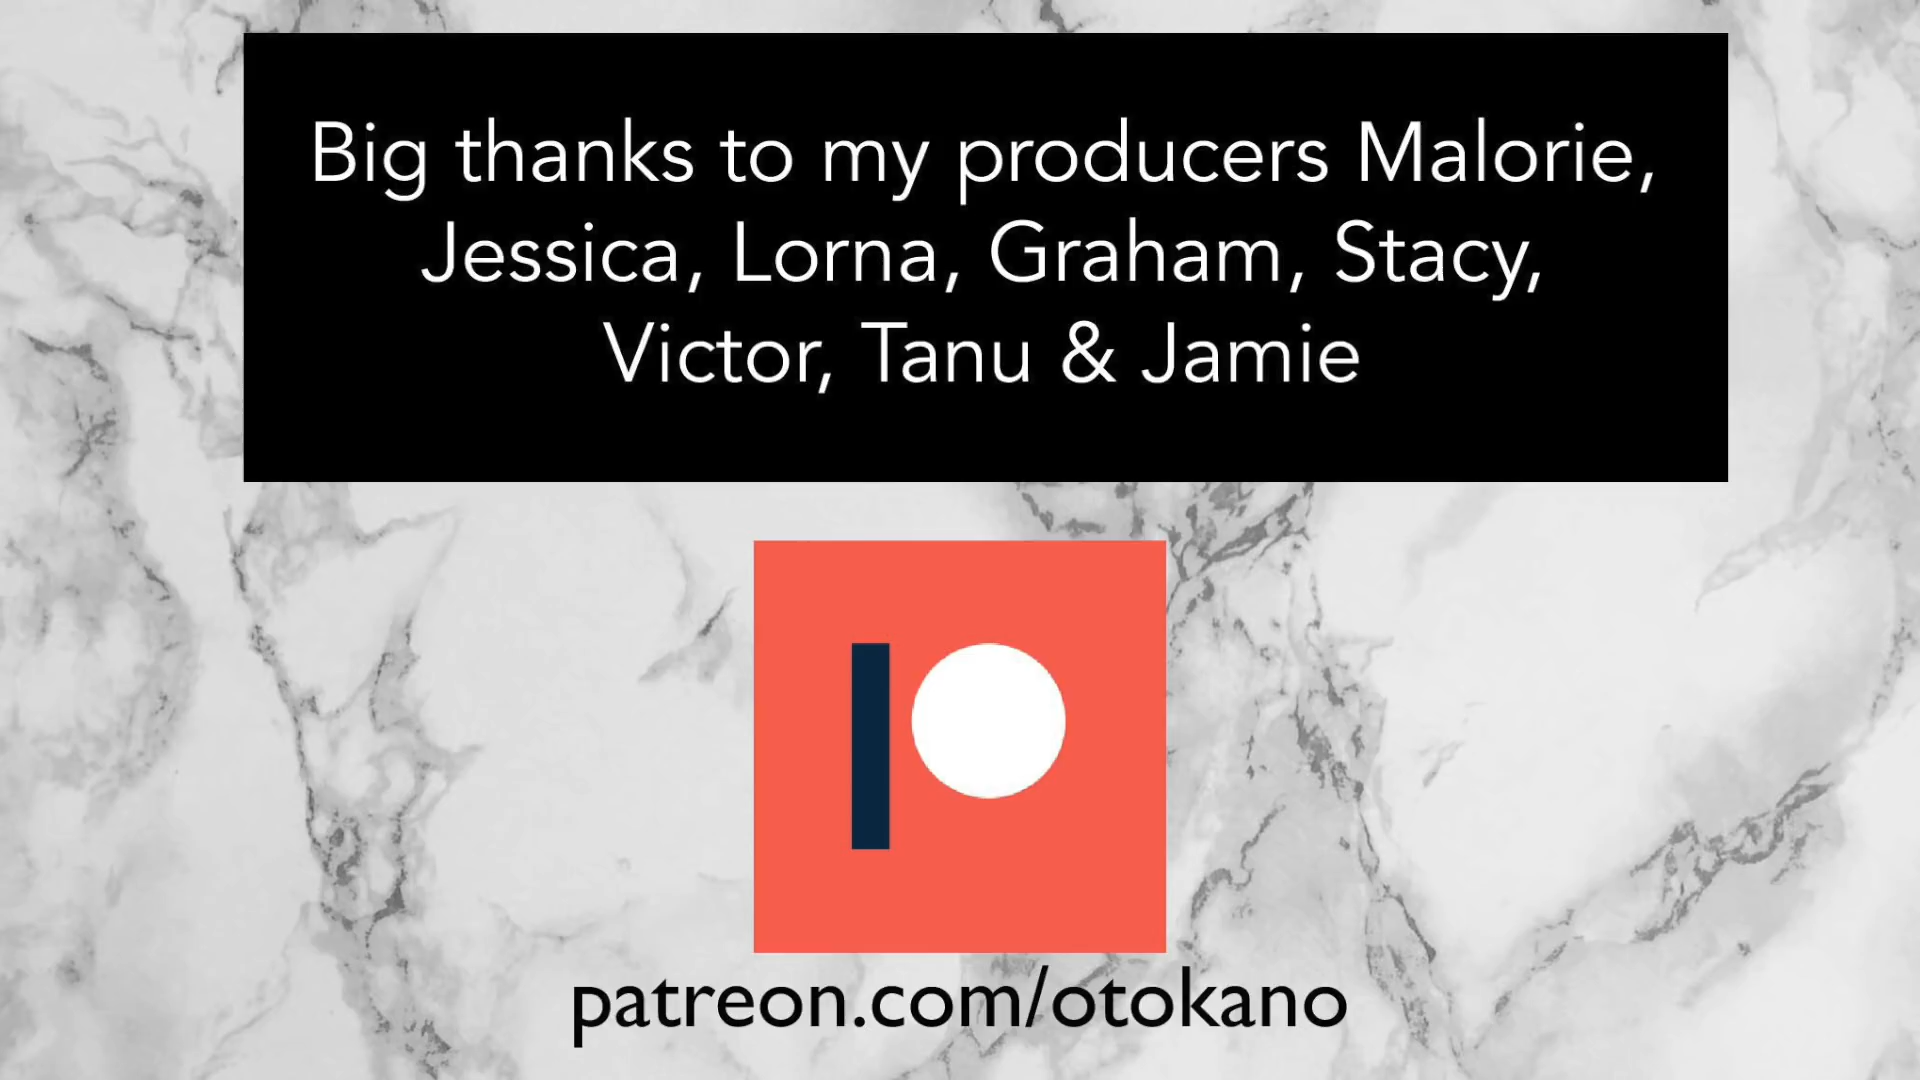 Big thanks to my producers Malorie,
Jessica, Lorna, Graham, Stacy,
Victor, Tanu & Jamie
patreon.com/otokano